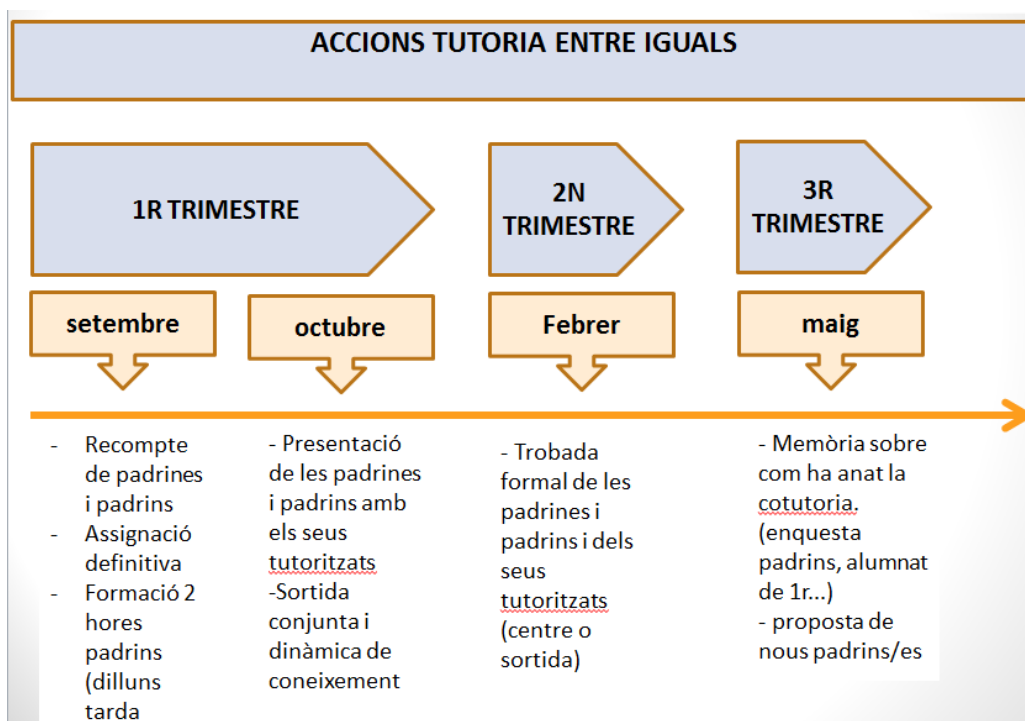 ACCIONS TUTORIA ENTRE IGUALS
1R TRIMESTRE
2N
TRIMESTRE
3R
TRIMESTRE
setembre
octubre
Febrer
maig
- Recompte
de padrines
i padrins
- Assignació
definitiva
- Formació 2
hores
padrins
(dilluns
tarda
- Presentació
de les padrines
i padrins amb
els seus
tutoritzats
-Sortida
conjunta i
dinàmica de
coneixement
- Trobada
formal de les
padrines i
padrins i dels
seus
tutoritzats
(centre o
sortida)
- Memòria sobre
com ha anat la
cotutoria.
(enquesta
padrins, alumnat
de 1r...)
- proposta de
nous padrins/es